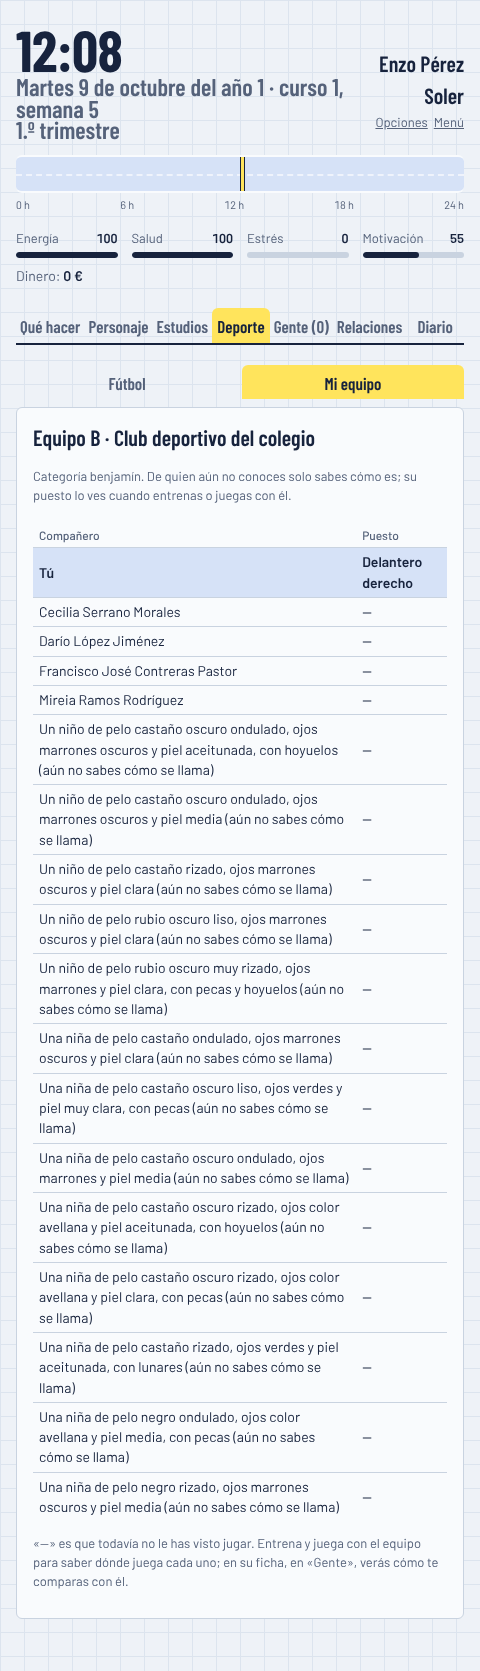 12:08
Martes 9 de octubre del año 1 · curso 1,
semana 5
1.º trimestre
Enzo Pérez
Soler
Opciones Menú
0 h 6 h 12 h 18 h 24 h
Energía 100 Salud 100 Estrés 0 Motivación 55
Dinero: 0 €
Qué hacer Personaje Estudios Deporte Gente (0) Relaciones Diario
Fútbol Mi equipo
Equipo B · Club deportivo del colegio
Categoría benjamín. De quien aún no conoces solo sabes cómo es; su
puesto lo ves cuando entrenas o juegas con él.
Compañero Puesto
Tú Delantero
derecho
Cecilia Serrano Morales —
Darío López Jiménez —
Francisco José Contreras Pastor —
Mireia Ramos Rodríguez —
Un niño de pelo castaño oscuro ondulado, ojos
marrones oscuros y piel aceitunada, con hoyuelos —
(aún no sabes cómo se llama)
Un niño de pelo castaño oscuro ondulado, ojos
marrones oscuros y piel media (aún no sabes cómo —
se llama)
Un niño de pelo castaño rizado, ojos marrones
oscuros y piel clara (aún no sabes cómo se llama) —
Un niño de pelo rubio oscuro liso, ojos marrones
oscuros y piel clara (aún no sabes cómo se llama) —
Un niño de pelo rubio oscuro muy rizado, ojos
marrones y piel clara, con pecas y hoyuelos (aún no —
sabes cómo se llama)
Una niña de pelo castaño ondulado, ojos marrones
oscuros y piel clara (aún no sabes cómo se llama) —
Una niña de pelo castaño oscuro liso, ojos verdes y
piel muy clara, con pecas (aún no sabes cómo se —
llama)
Una niña de pelo castaño oscuro ondulado, ojos
marrones y piel media (aún no sabes cómo se llama) —
Una niña de pelo castaño oscuro rizado, ojos color
avellana y piel aceitunada, con hoyuelos (aún no —
sabes cómo se llama)
Una niña de pelo castaño oscuro rizado, ojos color
avellana y piel clara, con pecas (aún no sabes cómo —
se llama)
Una niña de pelo castaño rizado, ojos verdes y piel
aceitunada, con lunares (aún no sabes cómo se —
llama)
Una niña de pelo negro ondulado, ojos color
avellana y piel media, con pecas (aún no sabes —
cómo se llama)
Una niña de pelo negro rizado, ojos marrones
oscuros y piel media (aún no sabes cómo se llama) —
«—» es que todavía no le has visto jugar. Entrena y juega con el equipo
para saber dónde juega cada uno; en su ficha, en «Gente», verás cómo te
comparas con él.